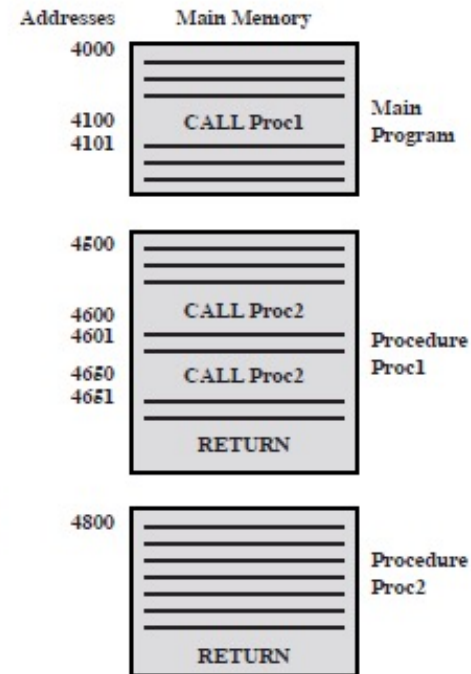 Addresses Main Memory
4000
4100 CALL Proc1 Main
4101 Program
4500
4600 CALL Proc2
4601 Procedure
4650 CALL Proc2 Proc1
4651
RETURN
4800
Procedure
Proc2
RETURN